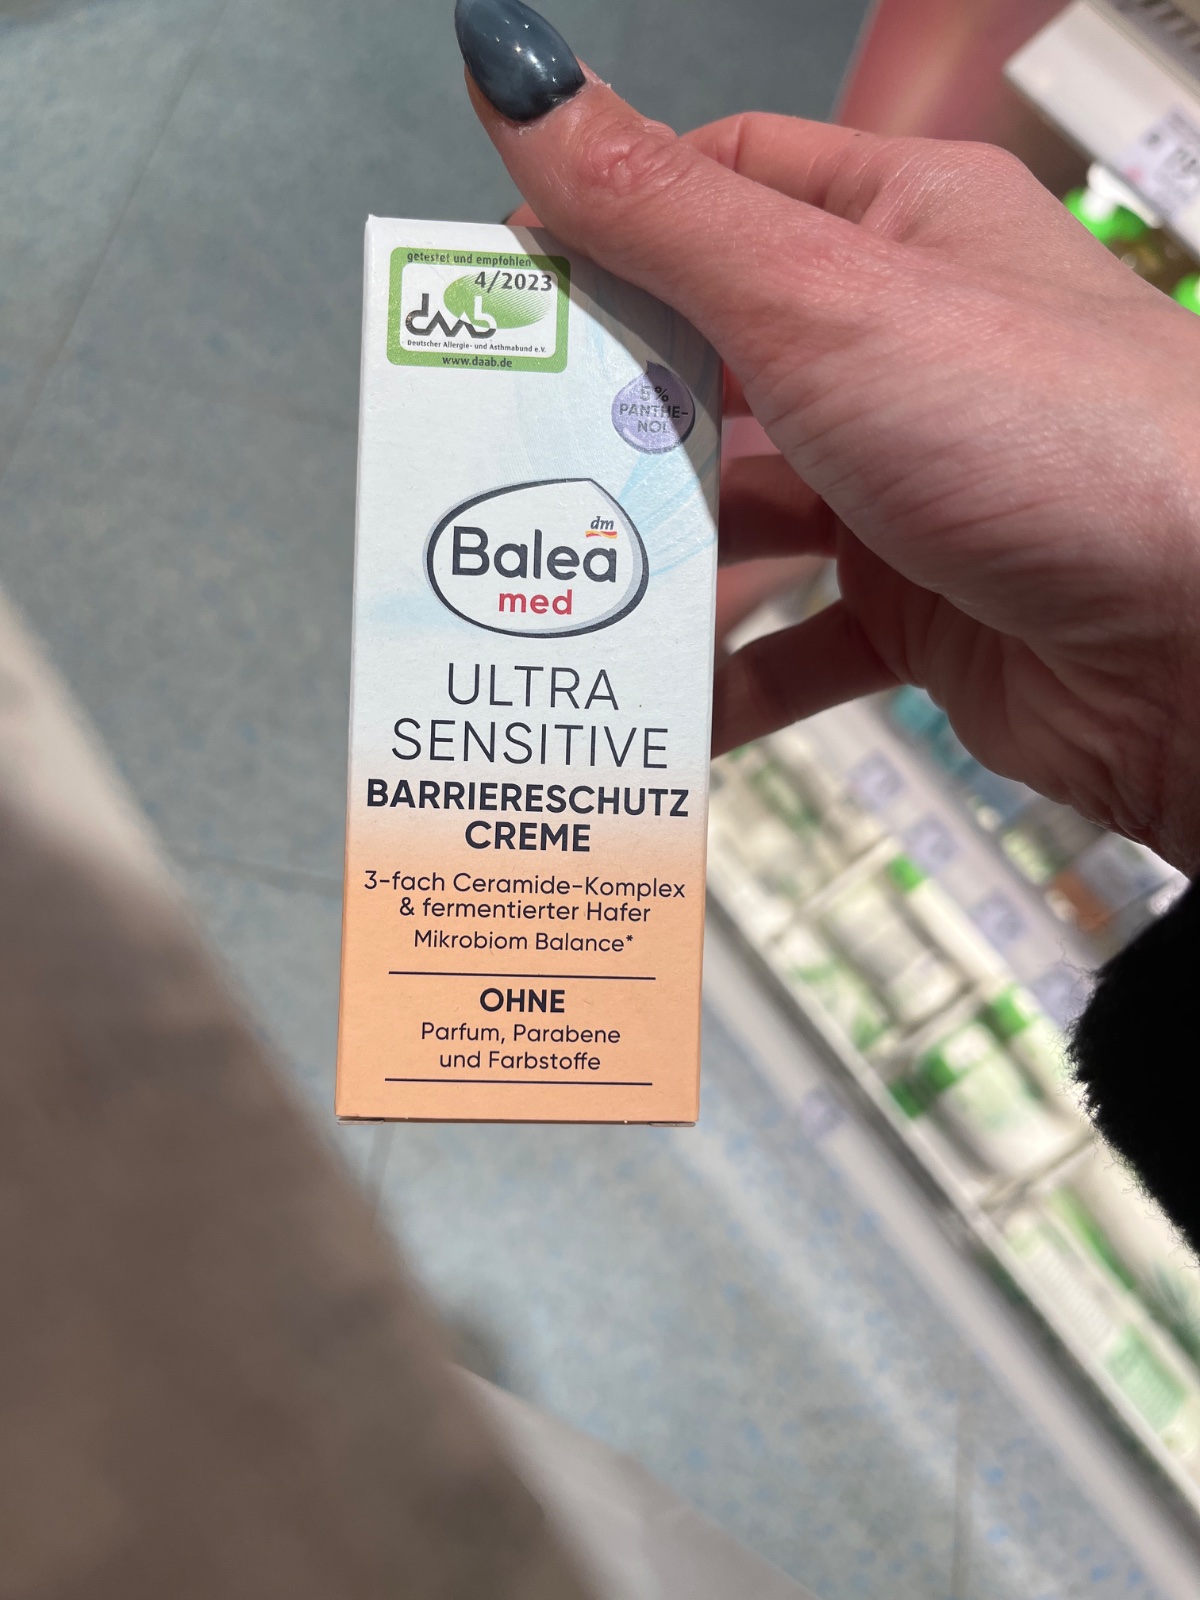 getestet und empfohlen
4/2023
daab
Deutscher Allergie- und Asthmabund e.V.
www.daab.de
5 %
PANTHE-
NOL
dm
Balea
med
ULTRA
SENSITIVE
BARRIERESCHUTZ
CREME
3-fach Ceramide-Komplex
& fermentierter Hafer
Mikrobiom Balance*
OHNE
Parfum, Parabene
und Farbstoffe